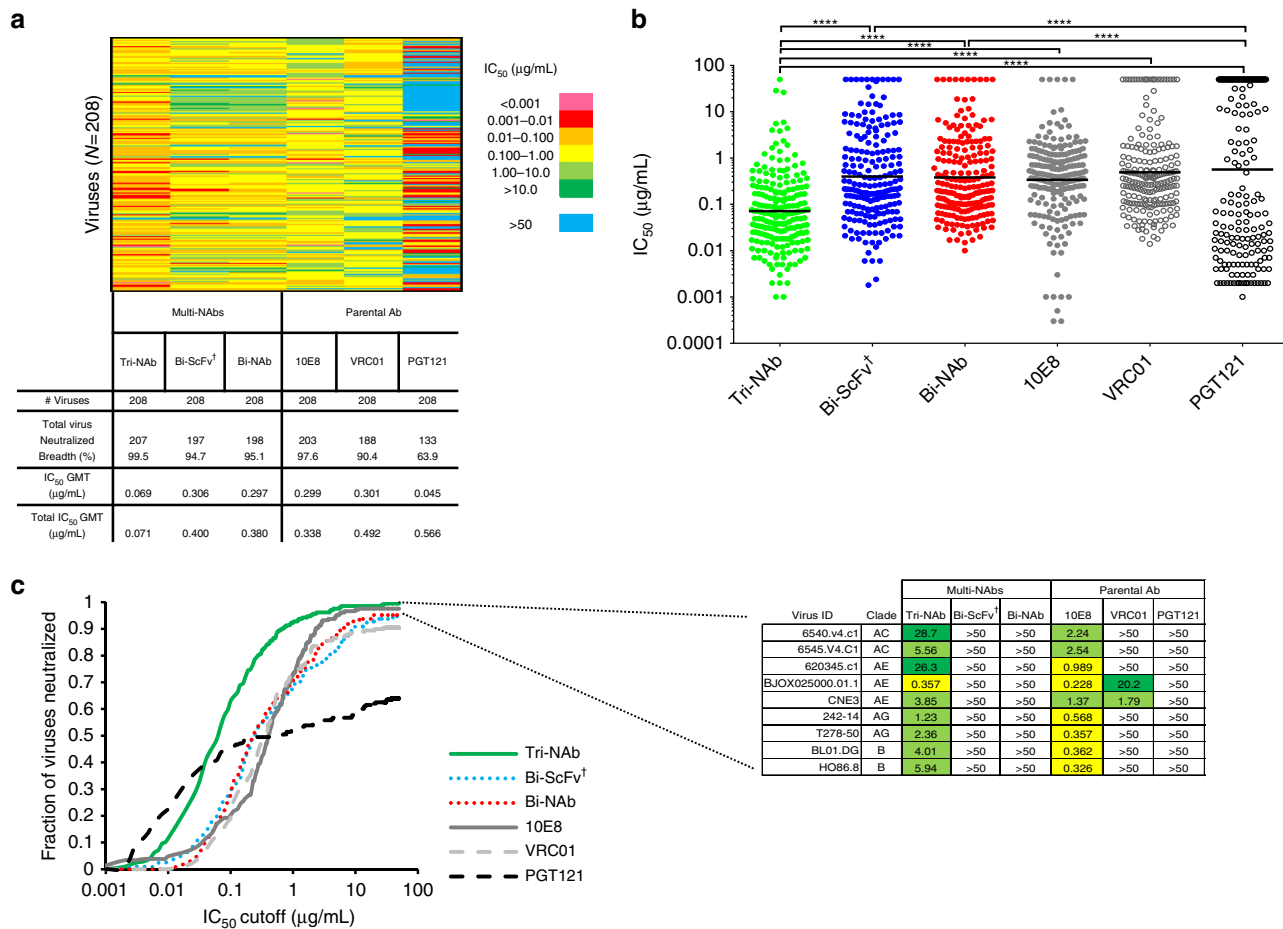 a
Viruses (N=208)
IC50 (μg/mL)
<0.001
0.001–0.01
0.01–0.100
0.100–1.00
1.00–10.0
>10.0
>50
Multi-NAbs Parental Ab
Tri-NAb Bi-ScFv† Bi-NAb 10E8 VRC01 PGT121
# Viruses 208 208 208 208 208 208
Total virus
Neutralized 207 197 198 203 188 133
Breadth (%) 99.5 94.7 95.1 97.6 90.4 63.9
IC50 GMT
(μg/mL) 0.069 0.306 0.297 0.299 0.301 0.045
Total IC50 GMT
(μg/mL) 0.071 0.400 0.380 0.338 0.492 0.566
b
**** ****
**** ****
****
****
****
IC50 (μg/mL)
100
10
1
0.1
0.01
0.001
0.0001
Tri-NAb Bi-ScFv† Bi-NAb 10E8 VRC01 PGT121
c
Fraction of viruses neutralized
1
0.9
0.8
0.7
0.6
0.5
0.4
0.3
0.2
0.1
0
0.001 0.01 0.1 1 10 100
IC50 cutoff (μg/mL)
Tri-NAb
Bi-ScFv†
Bi-NAb
10E8
VRC01
PGT121
Multi-NAbs Parental Ab
Virus ID Clade Tri-NAb Bi-ScFv† Bi-NAb 10E8 VRC01 PGT121
6540.v4.c1 AC 28.7 >50 >50 2.24 >50 >50
6545.V4.C1 AC 5.56 >50 >50 2.54 >50 >50
620345.c1 AE 26.3 >50 >50 0.989 >50 >50
BJOX025000.01.1 AE 0.357 >50 >50 0.228 20.2 >50
CNE3 AE 3.85 >50 >50 1.37 1.79 >50
242-14 AG 1.23 >50 >50 0.568 >50 >50
T278-50 AG 2.36 >50 >50 0.357 >50 >50
BL01.DG B 4.01 >50 >50 0.362 >50 >50
HO86.8 B 5.94 >50 >50 0.326 >50 >50